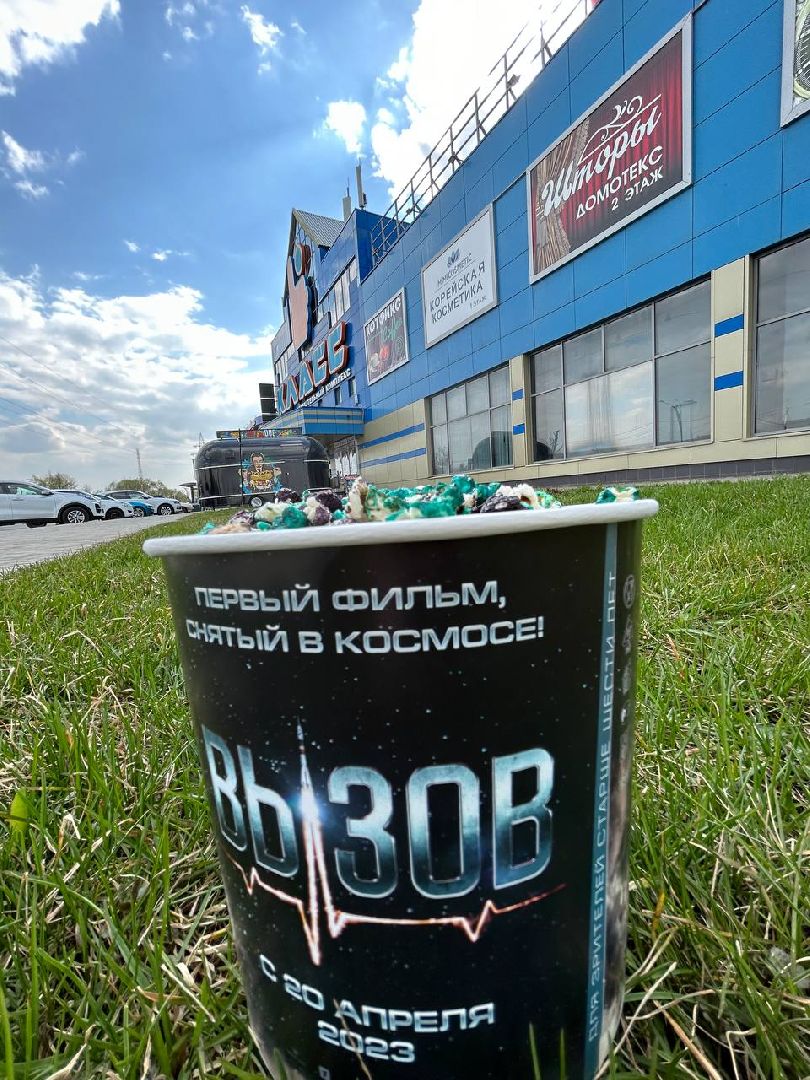 Шторы
ДОМОТЕКС
2 ЭТАЖ
КОРЕЙСКАЯ
КОСМЕТИКА
КЛАСС
ПЕРВЫЙ ФИЛЬМ,
СНЯТЫЙ В КОСМОСЕ!
ВЫЗОВ
С 20 АПРЕЛЯ
2023
ДЛЯ ЗРИТЕЛЕЙ СТАРШЕ ШЕСТИ ЛЕТ